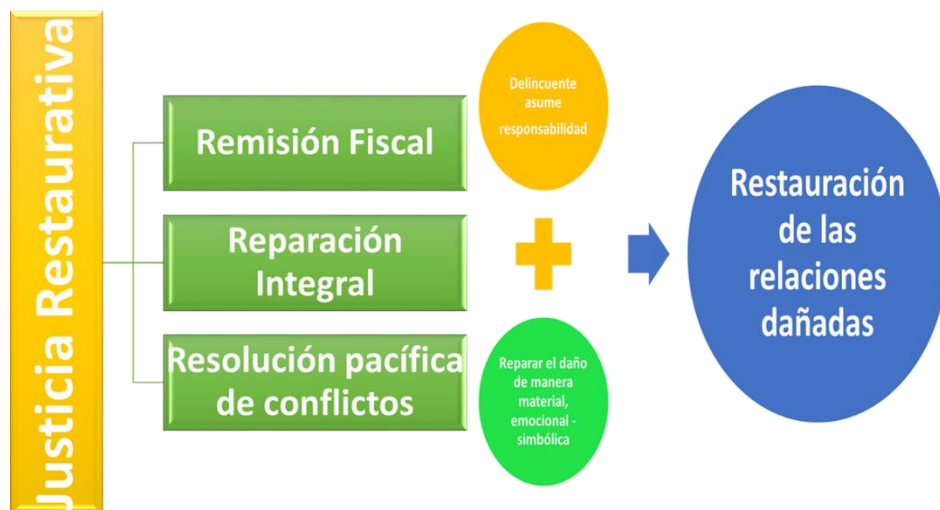 Justicia Restaurativa
Remisión Fiscal
Reparación
Integral
Resolución pacífica
de conflictos
Delincuente
asume
responsabilidad
Reparar el daño
de manera
material,
emocional -
simbólica
Restauración
de las
relaciones
dañadas